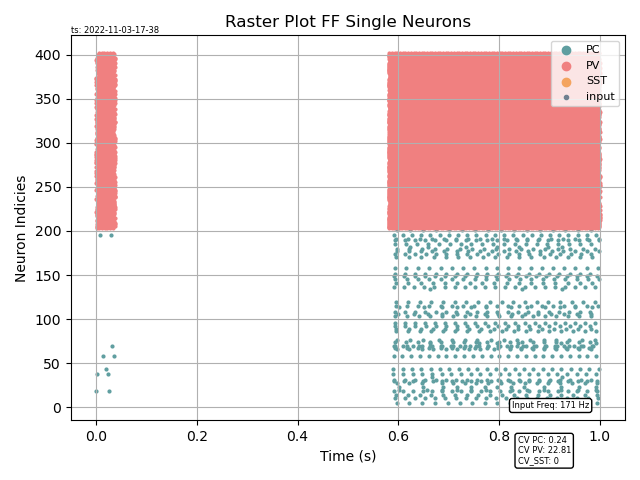 Raster Plot FF Single Neurons
ts: 2022-11-03-17-38
PC
PV
SST
input
400
350
300
250
200
150
100
50
0
Neuron Indicies
Input Freq: 171 Hz
0.0 0.2 0.4 0.6 0.8 1.0
Time (s)
CV PC: 0.24
CV PV: 22.81
CV_SST: 0